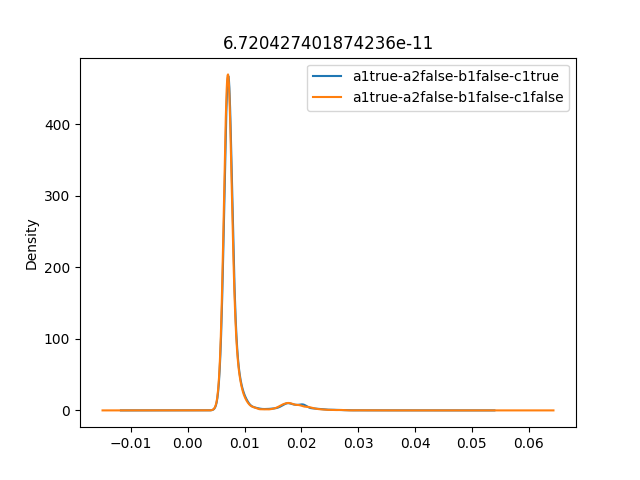 6.720427401874236e-11
a1true-a2false-b1false-c1true
a1true-a2false-b1false-c1false
Density
400
300
200
100
0
−0.01 0.00 0.01 0.02 0.03 0.04 0.05 0.06